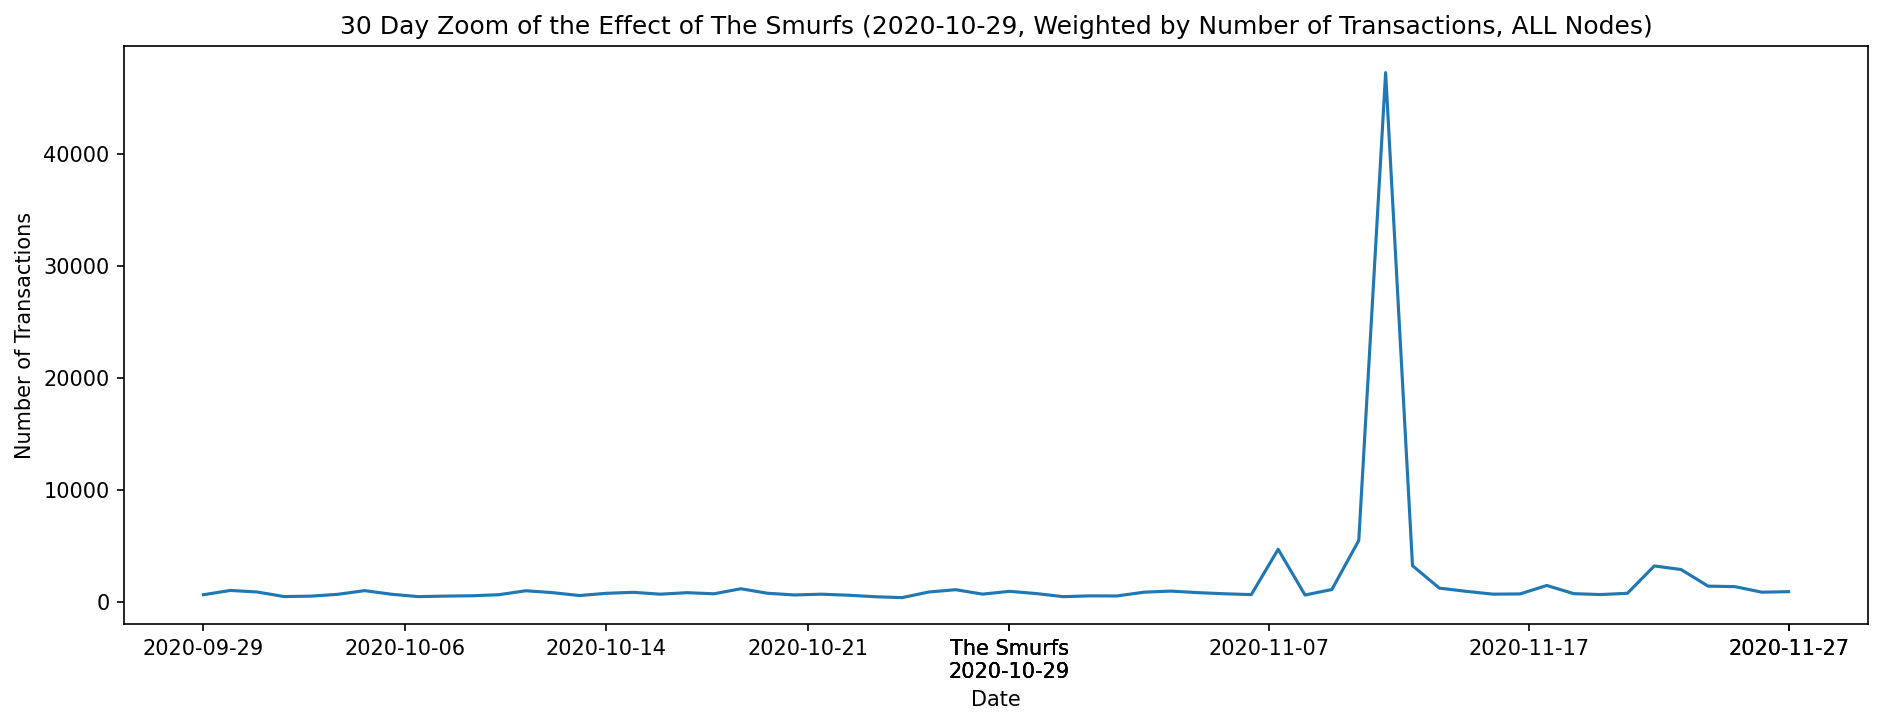 30 Day Zoom of the Effect of The Smurfs (2020-10-29, Weighted by Number of Transactions, ALL Nodes)
Number of Transactions
40000
30000
20000
10000
0
2020-09-29 2020-10-06 2020-10-14 2020-10-21 The Smurfs 2020-11-07 2020-11-17 2020-11-27
2020-10-29
Date